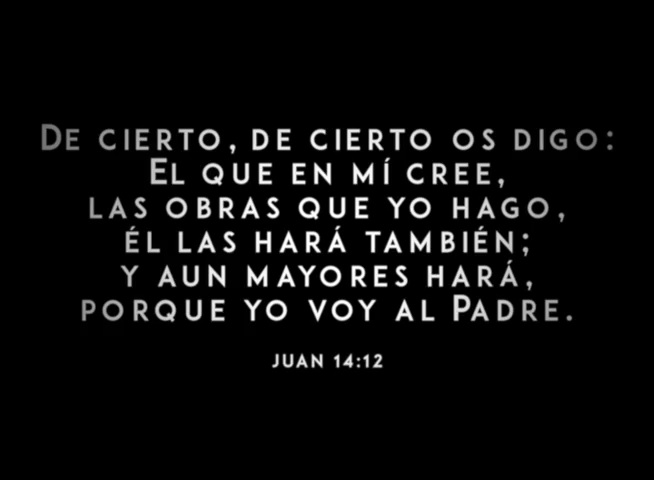 De cierto, de cierto os digo:
El que en mí cree,
las obras que yo hago,
él las hará también;
y aun mayores hará,
porque yo voy al Padre.
Juan 14:12